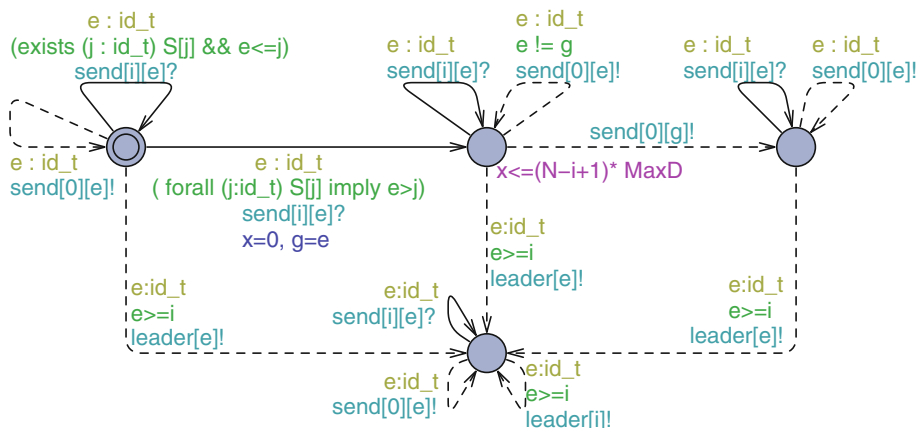 e : id_t
(exists (j : id_t) S[j] && e<=j)
send[i][e]?
e : id_t
send[0][e]!
e : id_t
( forall (j:id_t) S[j] imply e>j)
send[i][e]?
x=0, g=e
e : id_t
send[i][e]?
e : id_t
e != g
send[0][e]!
send[0][g]!
x<=(N−i+1)* MaxD
e : id_t
send[i][e]?
e : id_t
send[0][e]!
e:id_t
e>=i
leader[e]!
e:id_t
e>=i
leader[e]!
e:id_t
e>=i
leader[e]!
e:id_t
send[i][e]?
e:id_t
send[0][e]!
e:id_t
e>=i
leader[i]!